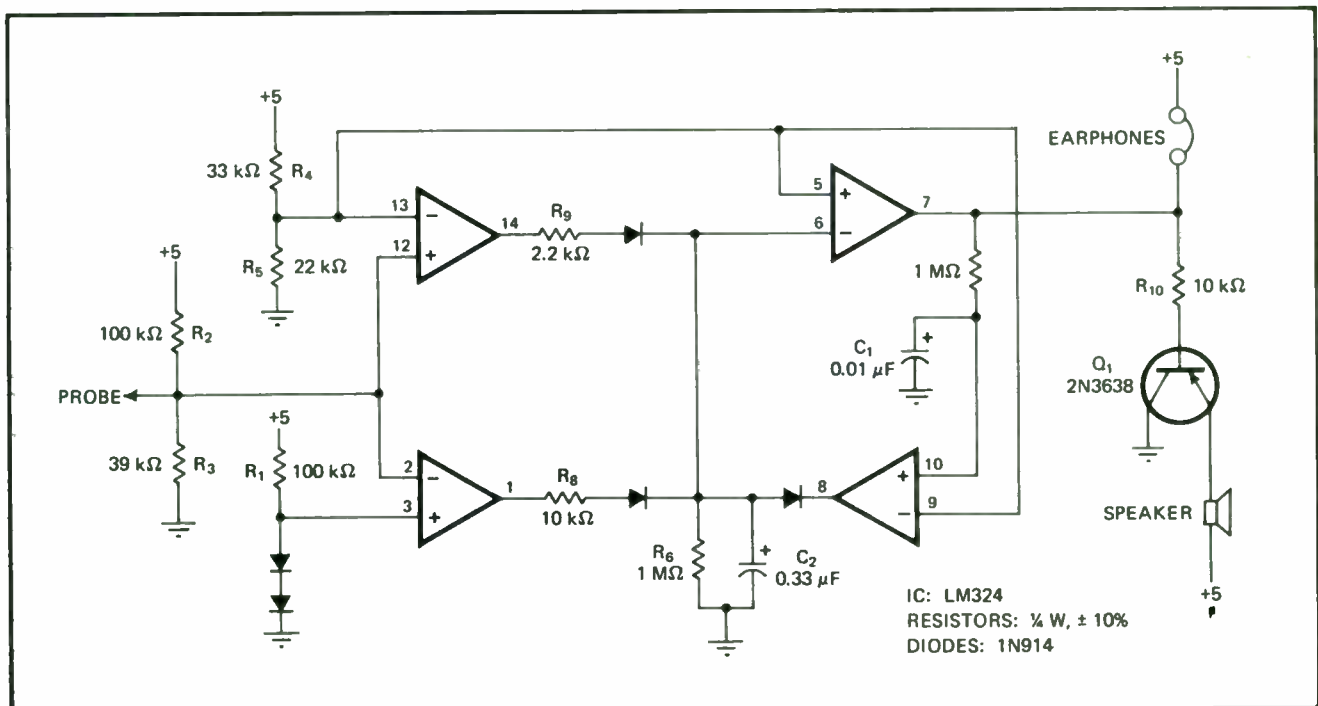 +5
33 kΩ R4
R5 22 kΩ
13
12
−
+
14
R9
2.2 kΩ
5
6
+
−
7
+5
EARPHONES
1 MΩ
R10 10 kΩ
Q1
2N3638
SPEAKER
+5
+5
100 kΩ R2
PROBE
39 kΩ R3
+5
R1 100 kΩ
2
3
−
+
1
R8
10 kΩ
R6
1 MΩ
+
C2
0.33 µF
8
+
C1
0.01 µF
10
9
+
−
IC: LM324
RESISTORS: ¼ W, ± 10%
DIODES: 1N914